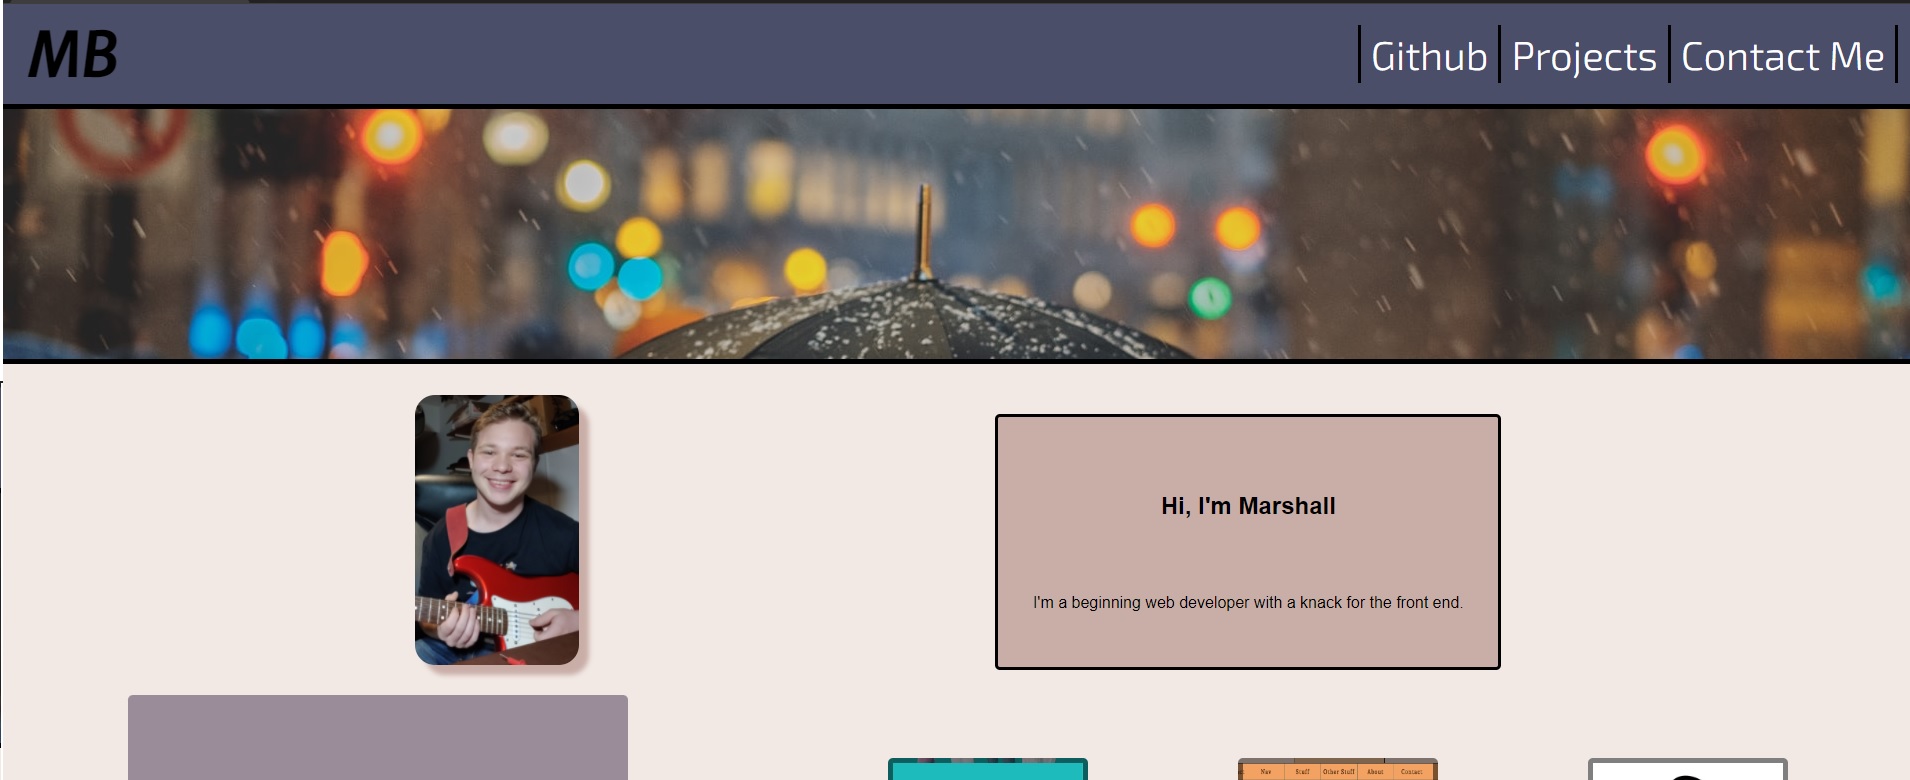 MB
Github Projects Contact Me
Hi, I'm Marshall
I'm a beginning web developer with a knack for the front end.
Nav Stuff Other Stuff About Contact